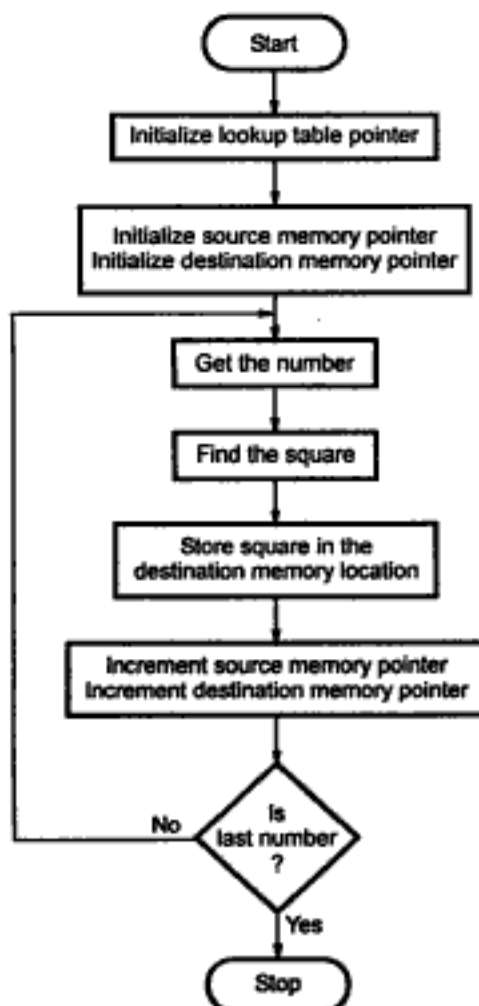 Start
Initialize lookup table pointer
Initialize source memory pointer
Initialize destination memory pointer
Get the number
Find the square
Store square in the
destination memory location
Increment source memory pointer
Increment destination memory pointer
Is
last number
?
No
Yes
Stop